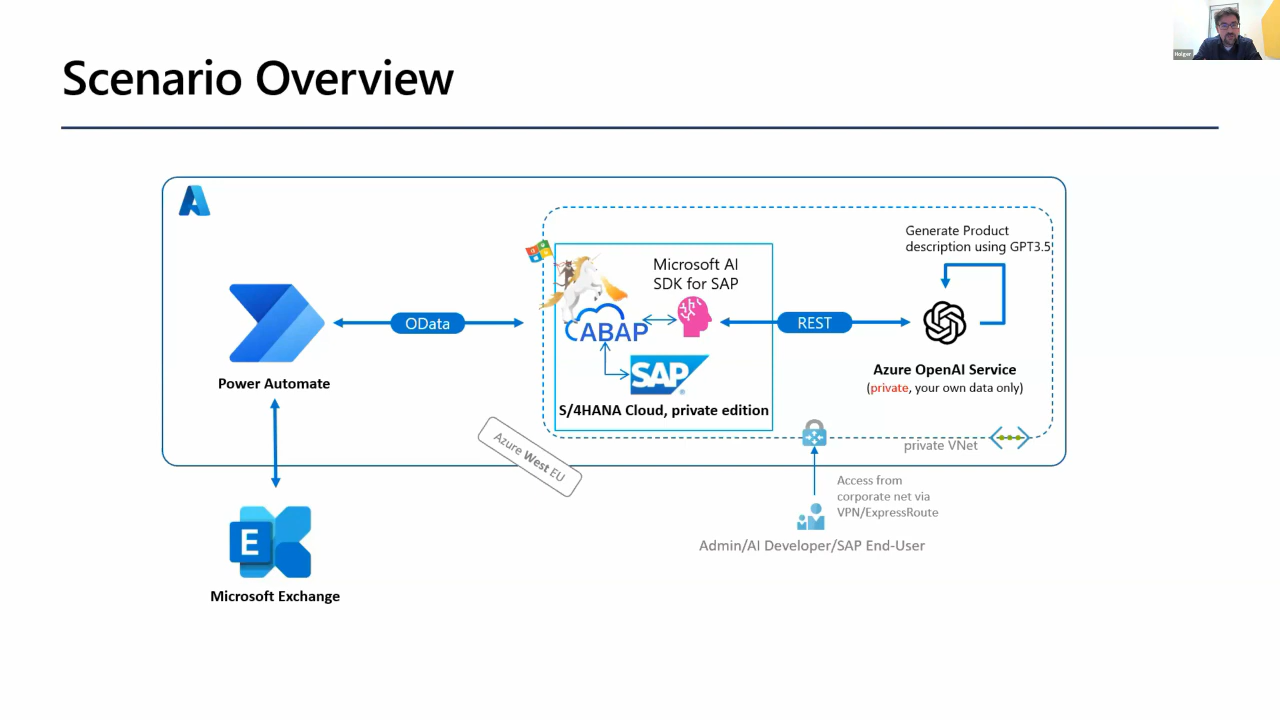 Scenario Overview
Holger
Generate Product
description using GPT3.5
Microsoft AI
SDK for SAP
OData
ABAP
REST
SAP
Power Automate
Azure OpenAI Service
(private, your own data only)
S/4HANA Cloud, private edition
Azure West EU
private VNet
Access from
corporate net via
VPN/ExpressRoute
E
Admin/AI Developer/SAP End-User
Microsoft Exchange